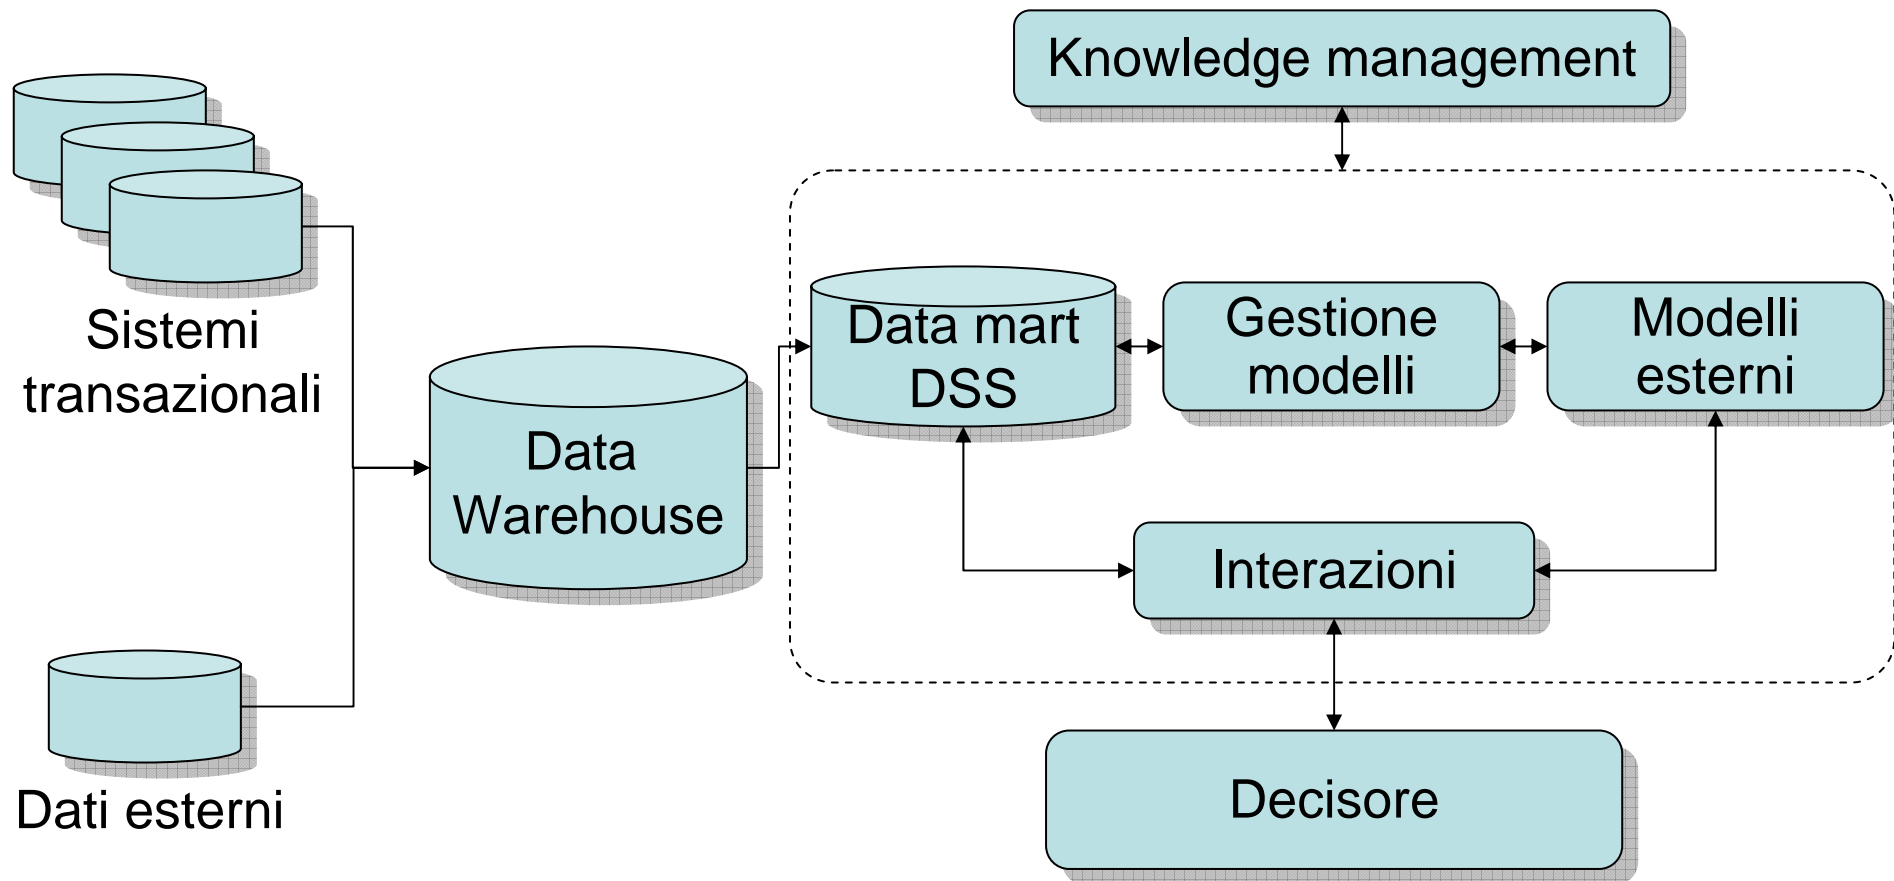 Knowledge management
Sistemi
transazionali
Data mart
DSS
Gestione
modelli
Modelli
esterni
Data
Warehouse
Interazioni
Dati esterni
Decisore